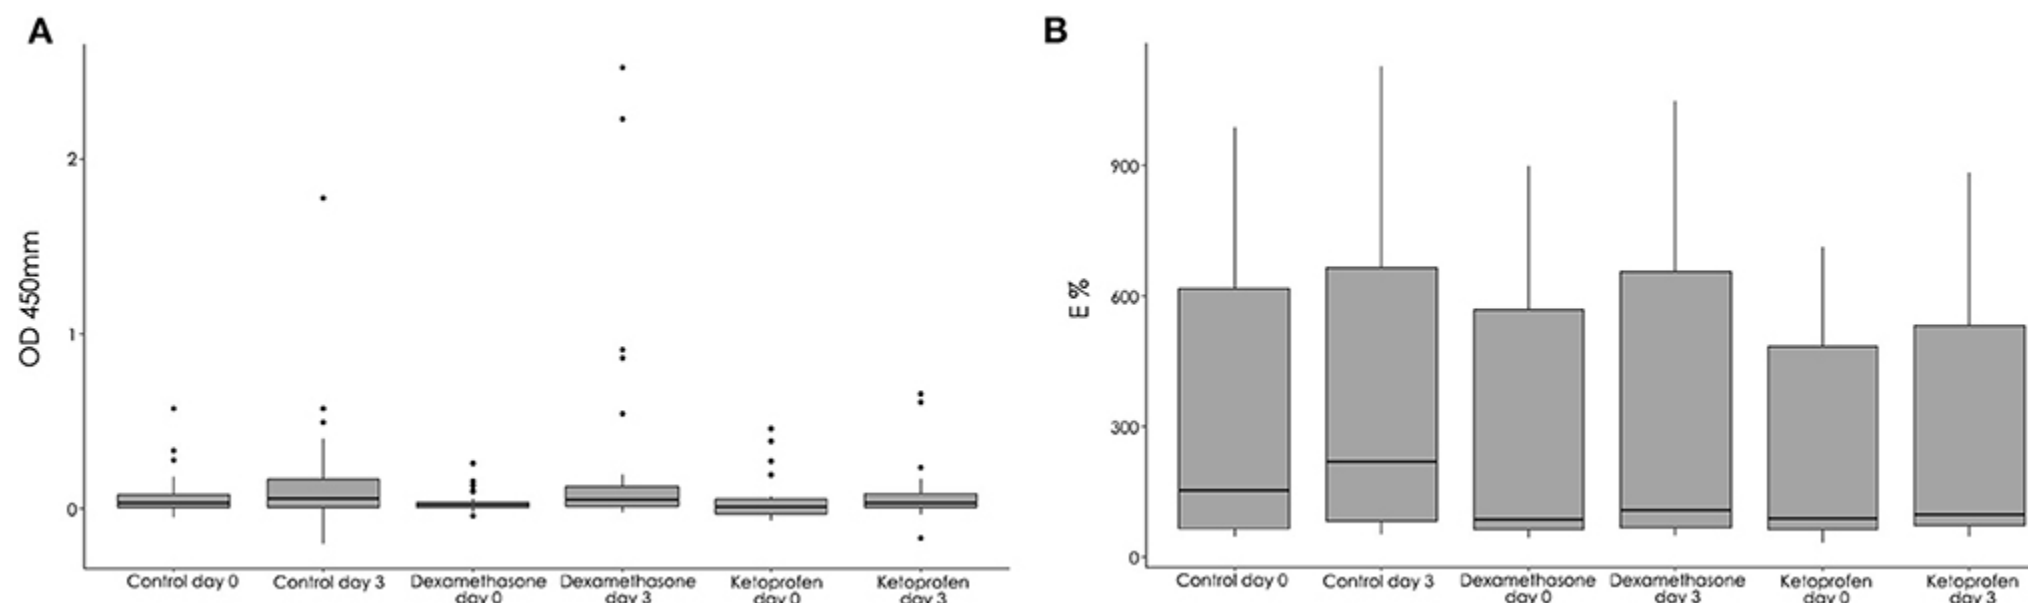 A
OD 450mm
2
1
0
Control day 0
Control day 3
Dexamethasone day 0
Dexamethasone day 3
Ketoprofen day 0
Ketoprofen day 3
B
E %
900
600
300
0
Control day 0
Control day 3
Dexamethasone day 0
Dexamethasone day 3
Ketoprofen day 0
Ketoprofen day 3